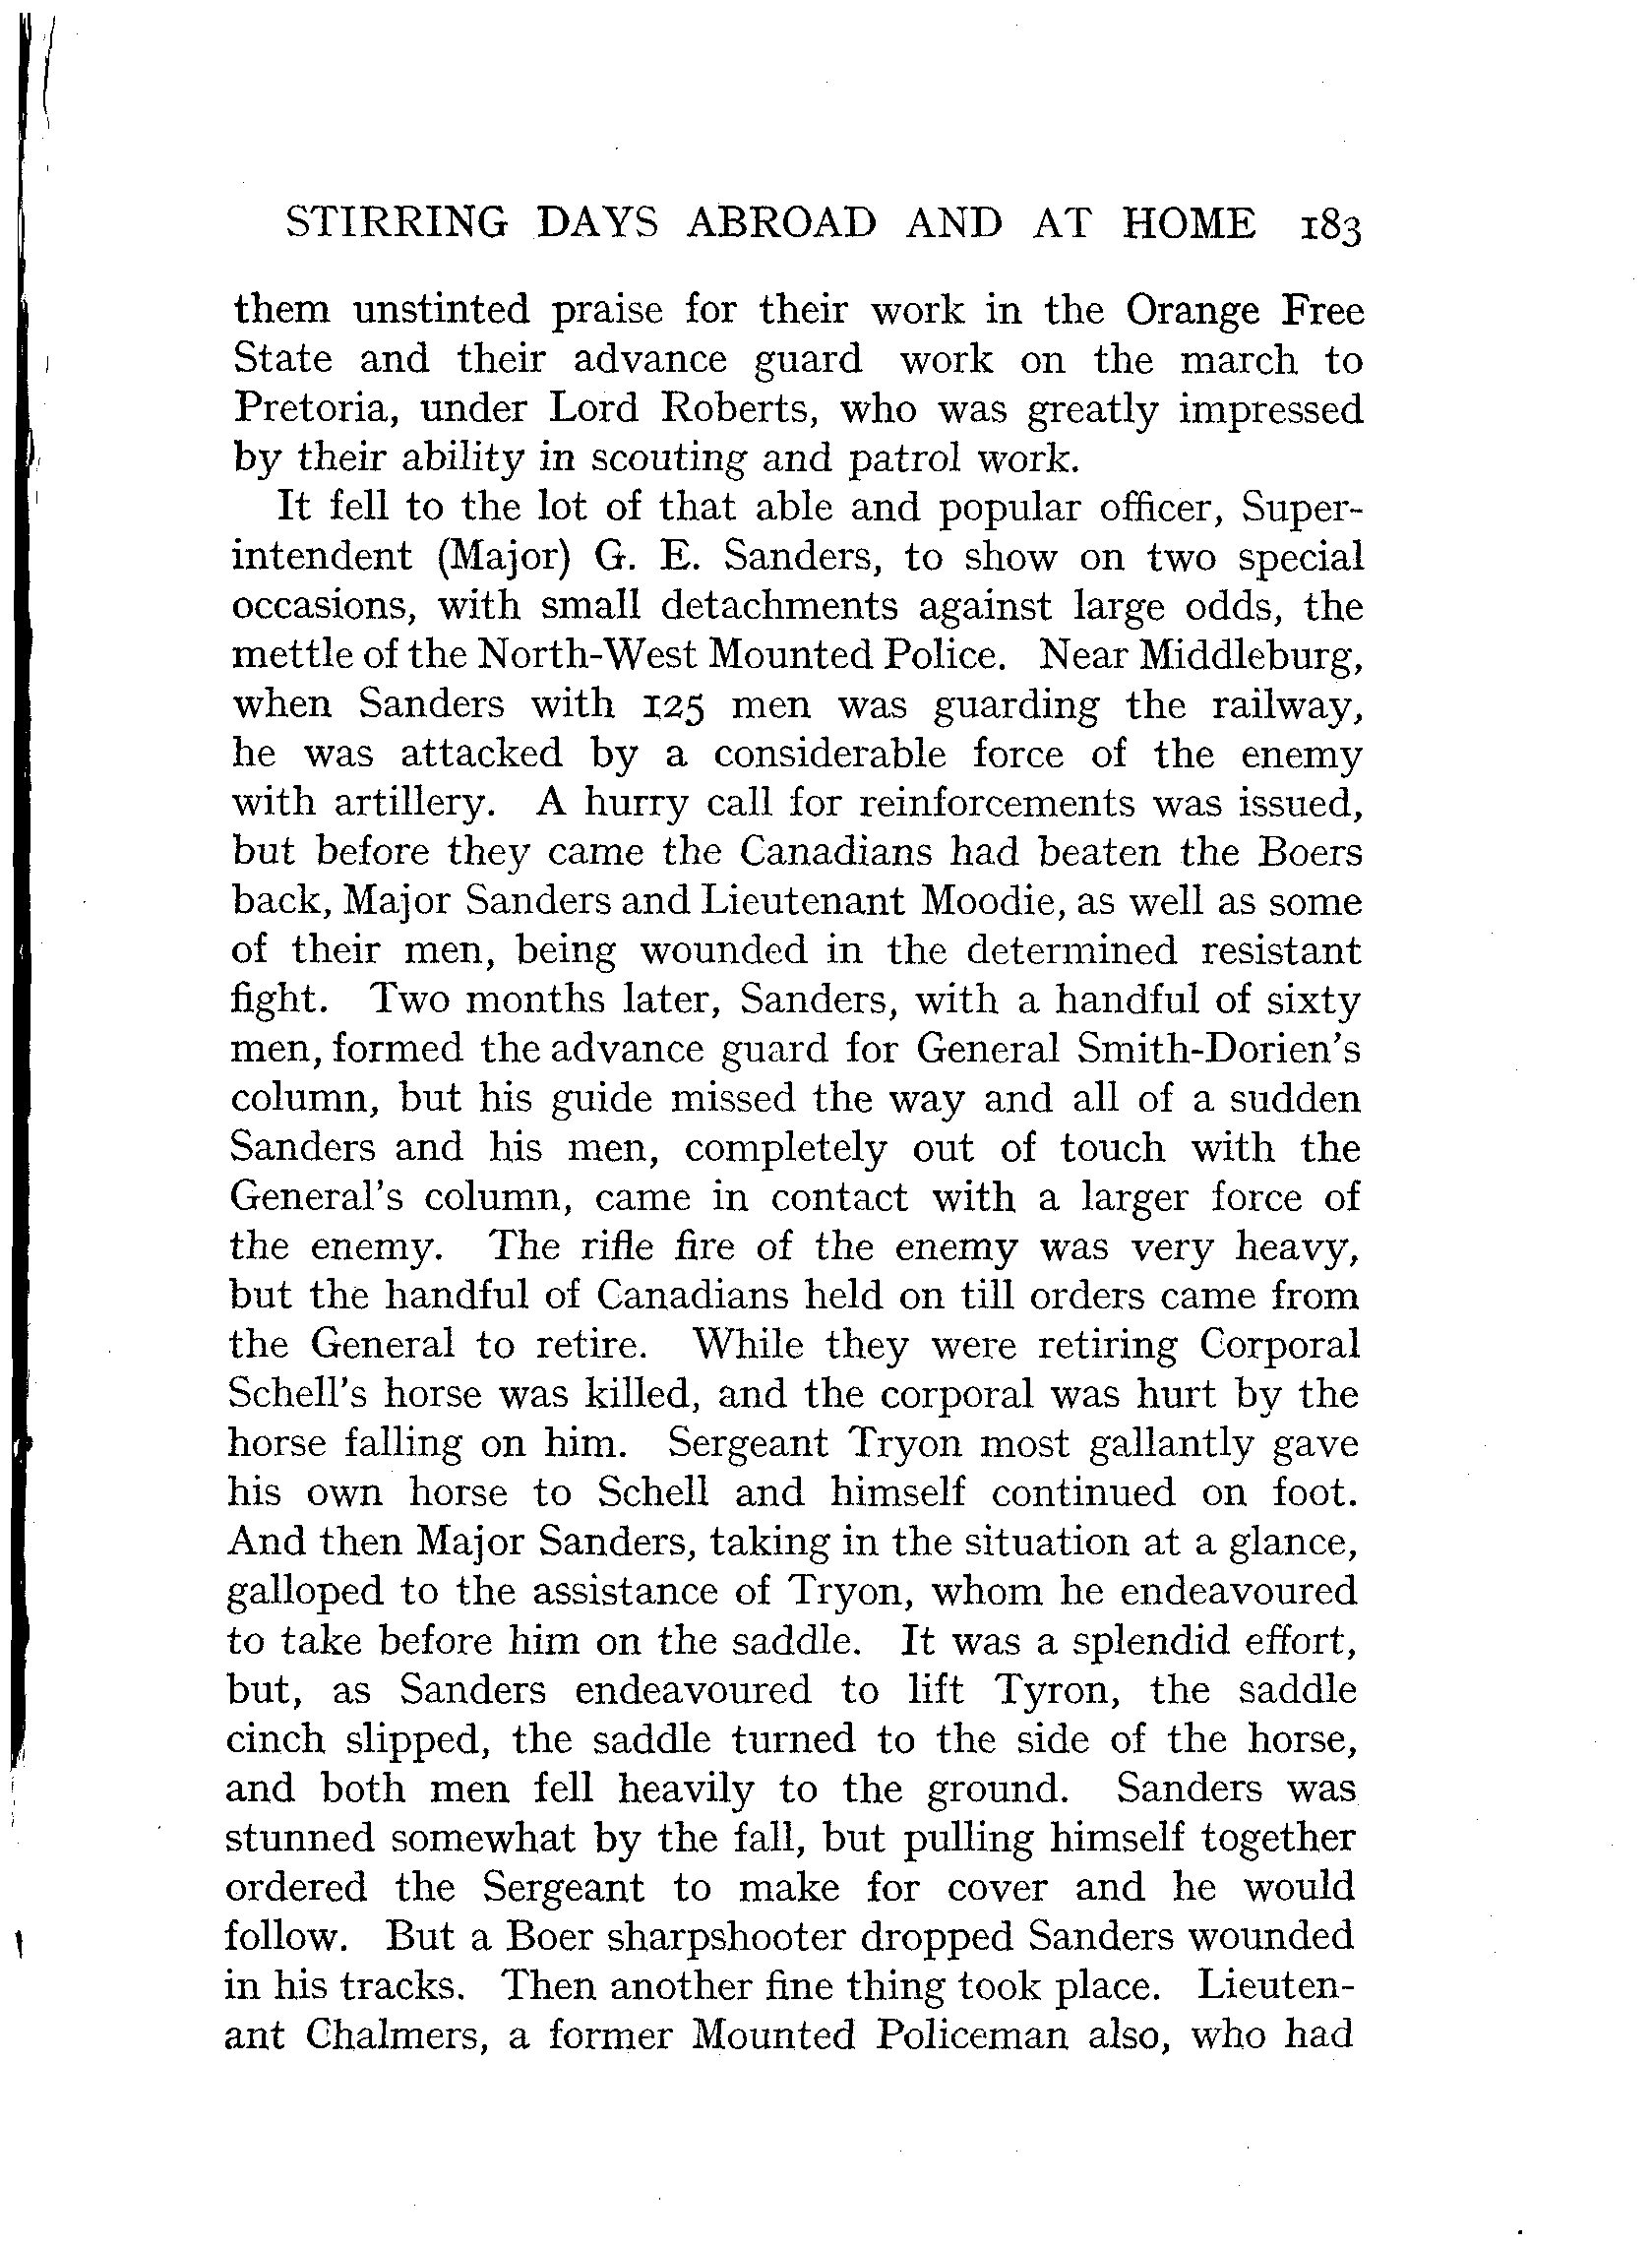 STIRRING DAYS ABROAD AND AT HOME 183
them unstinted praise for their work in the Orange Free
State and their advance guard work on the march to
Pretoria, under Lord Roberts, who was greatly impressed
by their ability in scouting and patrol work.
It fell to the lot of that able and popular officer, Super-
intendent (Major) G. E. Sanders, to show on two special
occasions, with small detachments against large odds, the
mettle of the North-West Mounted Police. Near Middleburg,
when Sanders with 125 men was guarding the railway,
he was attacked by a considerable force of the enemy
with artillery. A hurry call for reinforcements was issued,
but before they came the Canadians had beaten the Boers
back, Major Sanders and Lieutenant Moodie, as well as some
of their men, being wounded in the determined resistant
fight. Two months later, Sanders, with a handful of sixty
men, formed the advance guard for General Smith-Dorien's
column, but his guide missed the way and all of a sudden
Sanders and his men, completely out of touch with the
General's column, came in contact with a larger force of
the enemy. The rifle fire of the enemy was very heavy,
but the handful of Canadians held on till orders came from
the General to retire. While they were retiring Corporal
Schell's horse was killed, and the corporal was hurt by the
horse falling on him. Sergeant Tryon most gallantly gave
his own horse to Schell and himself continued on foot.
And then Major Sanders, taking in the situation at a glance,
galloped to the assistance of Tryon, whom he endeavoured
to take before him on the saddle. It was a splendid effort,
but, as Sanders endeavoured to lift Tyron, the saddle
cinch slipped, the saddle turned to the side of the horse,
and both men fell heavily to the ground. Sanders was
stunned somewhat by the fall, but pulling himself together
ordered the Sergeant to make for cover and he would
follow. But a Boer sharpshooter dropped Sanders wounded
in his tracks. Then another fine thing took place. Lieuten-
ant Chalmers, a former Mounted Policeman also, who had